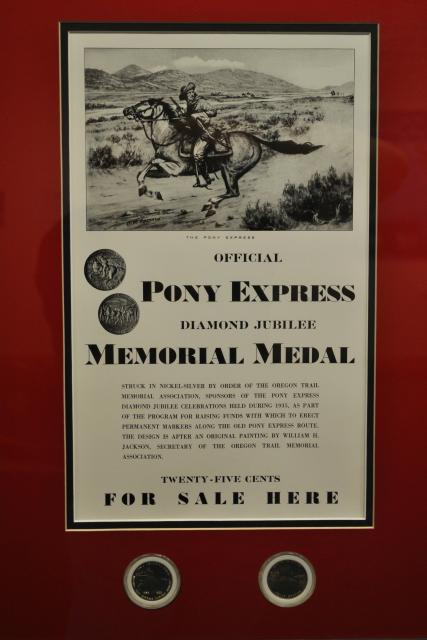 THE PONY EXPRESS
OFFICIAL
PONY EXPRESS
DIAMOND JUBILEE
MEMORIAL MEDAL
STRUCK IN NICKEL-SILVER BY ORDER OF THE OREGON TRAIL
MEMORIAL ASSOCIATION, SPONSORS OF THE PONY EXPRESS
DIAMOND JUBILEE CELEBRATIONS HELD DURING 1935, AS PART
OF THE PROGRAM FOR RAISING FUNDS WITH WHICH TO ERECT
PERMANENT MARKERS ALONG THE OLD PONY EXPRESS ROUTE.
THE DESIGN IS AFTER AN ORIGINAL PAINTING BY WILLIAM H.
JACKSON, SECRETARY OF THE OREGON TRAIL MEMORIAL
ASSOCIATION.
TWENTY-FIVE CENTS
FOR SALE HERE